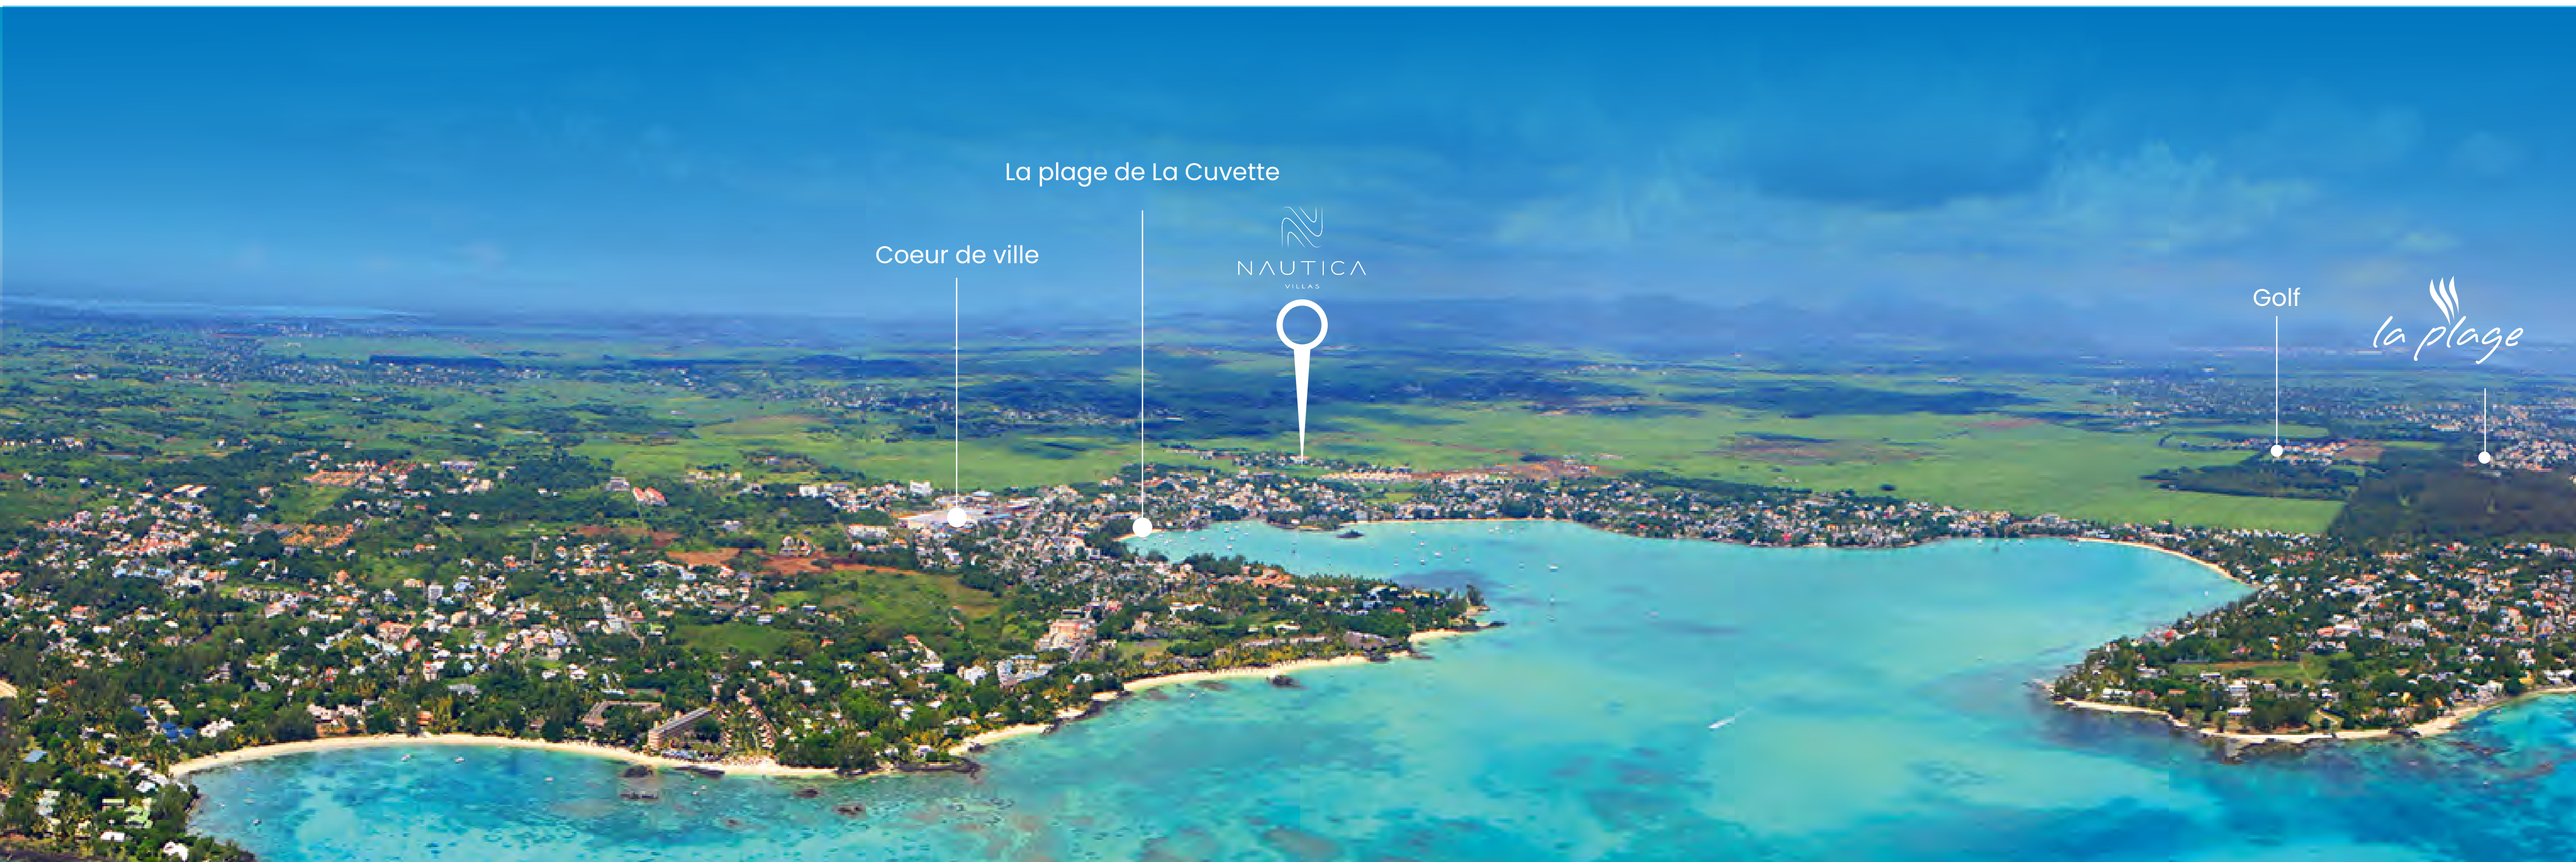 La plage de La Cuvette
Coeur de ville
NAUTICA
VILLAS
Golf
la plage